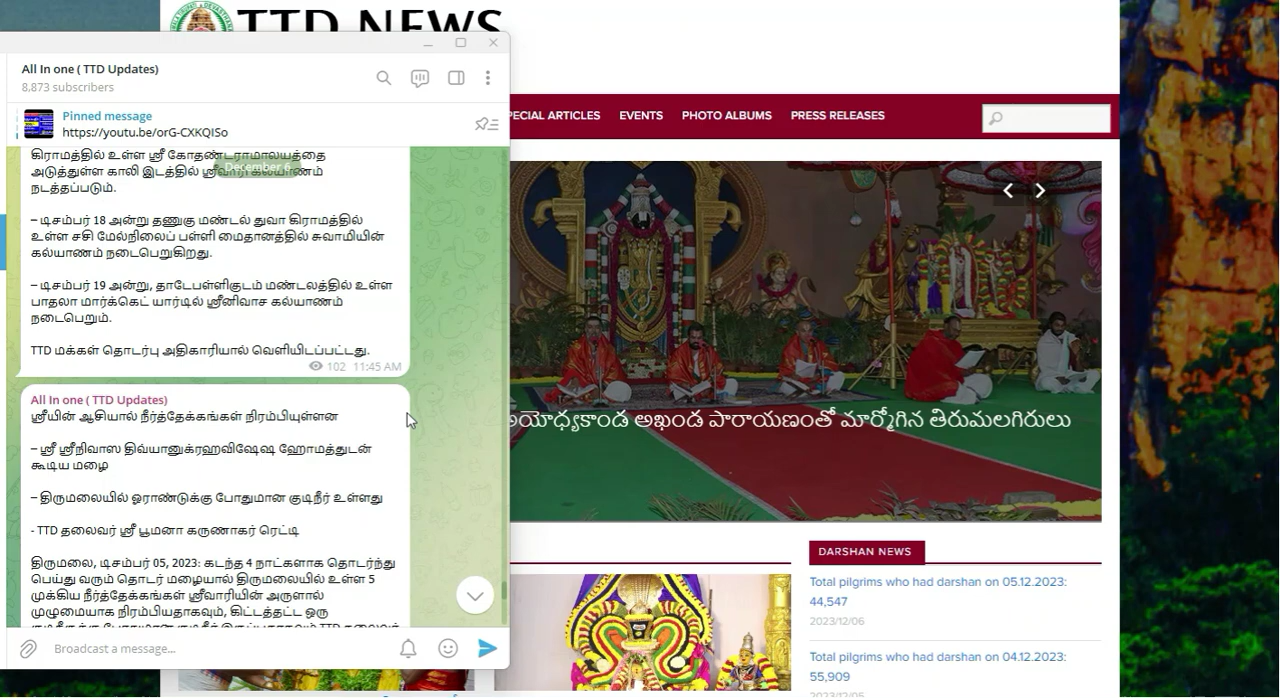 TTD NEWS
All In one ( TTD Updates)
8,873 subscribers
Pinned message
https://youtu.be/orG-CXKQISo
கிராமத்தில் உள்ள ஸ்ரீ கோதண்டராமாலயத்தை
December 6
அடுத்துள்ள காலி இடத்தில் ஸ்ரீவாரி கல்யாணம்
நடத்தப்படும்.
– டிசம்பர் 18 அன்று தணுகு மண்டல் துவா கிராமத்தில்
உள்ள சசி மேல்நிலைப் பள்ளி மைதானத்தில் சுவாமியின்
கல்யாணம் நடைபெறுகிறது.
– டிசம்பர் 19 அன்று, தாடேபள்ளிகுடம் மண்டலத்தில் உள்ள
பாதலா மார்க்கெட் யார்டில் ஸ்ரீனிவாச கல்யாணம்
நடைபெறும்.
TTD மக்கள் தொடர்பு அதிகாரியால் வெளியிடப்பட்டது.
102 11:45 AM
All In one ( TTD Updates)
ஸ்ரீயின் ஆசியால் நீர்த்தேக்கங்கள் நிரம்பியுள்ளன
– ஸ்ரீ ஸ்ரீநிவாஸ திவ்யானுக்ரஹவிஷேஷ ஹோமத்துடன்
கூடிய மழை
– திருமலையில் ஓராண்டுக்கு போதுமான குடிநீர் உள்ளது
- TTD தலைவர் ஸ்ரீ பூமனா கருணாகர் ரெட்டி
திருமலை, டிசம்பர் 05, 2023: கடந்த 4 நாட்களாக தொடர்ந்து
பெய்து வரும் தொடர் மழையால் திருமலையில் உள்ள 5
முக்கிய நீர்த்தேக்கங்கள் ஸ்ரீவாரியின் அருளால்
முழுமையாக நிரம்பியதாகவும், கிட்டத்தட்ட ஒரு
Broadcast a message...
PECIAL ARTICLES EVENTS PHOTO ALBUMS PRESS RELEASES
అయోధ్యకాండ అఖండ పారాయణంతో మార్మోగిన తిరుమలగిరులు
DARSHAN NEWS
Total pilgrims who had darshan on 05.12.2023:
44,547
2023/12/06
Total pilgrims who had darshan on 04.12.2023:
55,909
2023/12/05